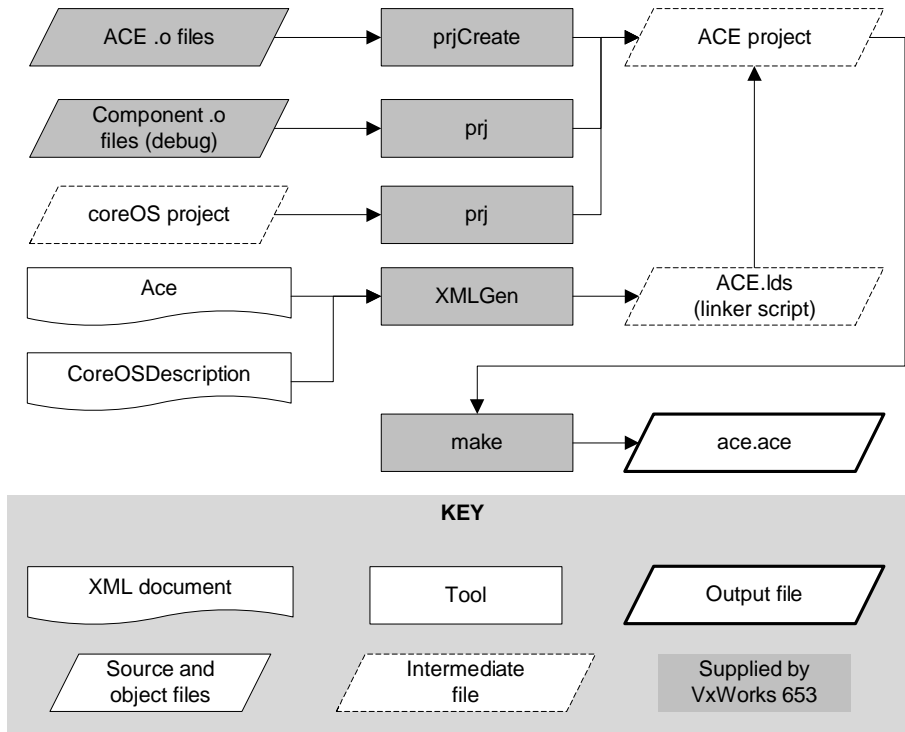 ACE .o files
prjCreate
ACE project
Component .o
files (debug)
prj
coreOS project
prj
Ace
XMLGen
ACE.lds
(linker script)
CoreOSDescription
make
ace.ace
KEY
XML document
Tool
Output file
Source and
object files
Intermediate
file
Supplied by
VxWorks 653